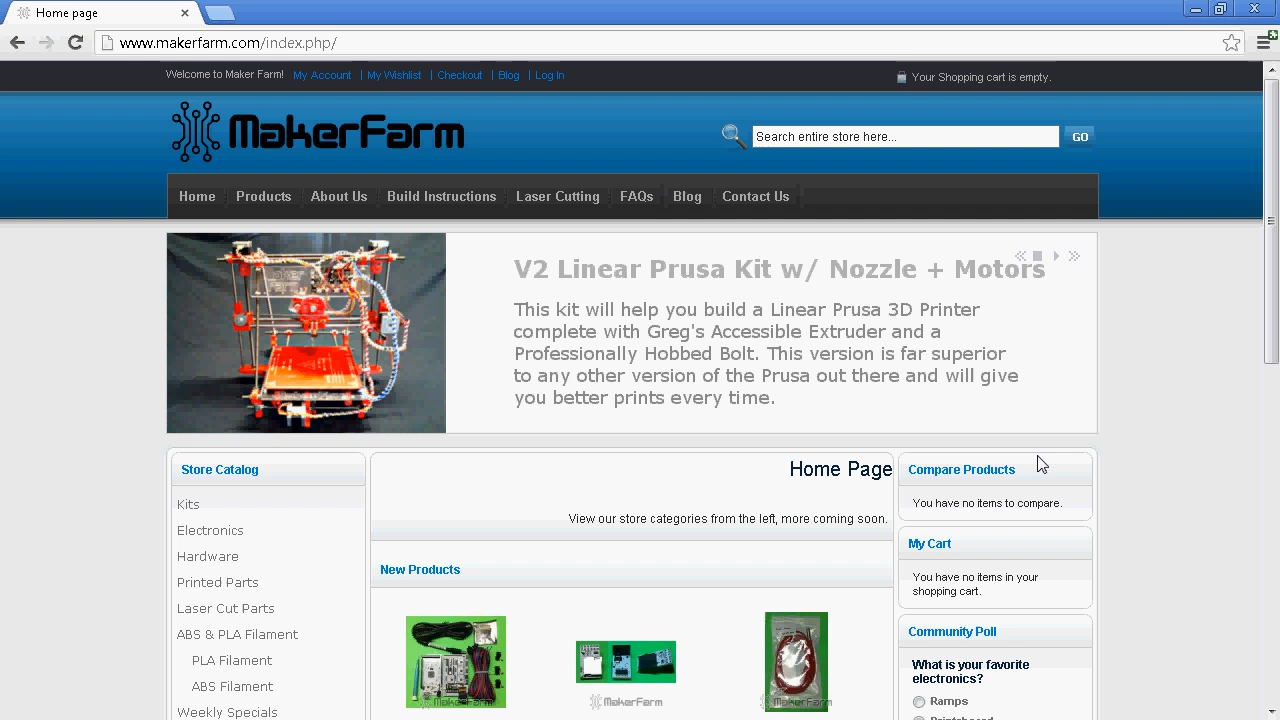 Home page
www.makerfarm.com/index.php/
Welcome to Maker Farm! My Account | My Wishlist | Checkout | Blog | Log In
Your Shopping cart is empty.
MakerFarm
Search entire store here...
GO
Home Products About Us Build Instructions Laser Cutting FAQs Blog Contact Us
V2 Linear Prusa Kit w/ Nozzle + Motors
This kit will help you build a Linear Prusa 3D Printer
complete with Greg's Accessible Extruder and a
Professionally Hobbed Bolt. This version is far superior
to any other version of the Prusa out there and will give
you better prints every time.
Store Catalog
Kits
Electronics
Hardware
Printed Parts
Laser Cut Parts
ABS & PLA Filament
PLA Filament
ABS Filament
Weekly Specials
Home Page
View our store categories from the left, more coming soon.
New Products
MakerFarm
MakerFarm
MakerFarm
Compare Products
You have no items to compare.
My Cart
You have no items in your
shopping cart.
Community Poll
What is your favorite
electronics?
Ramps